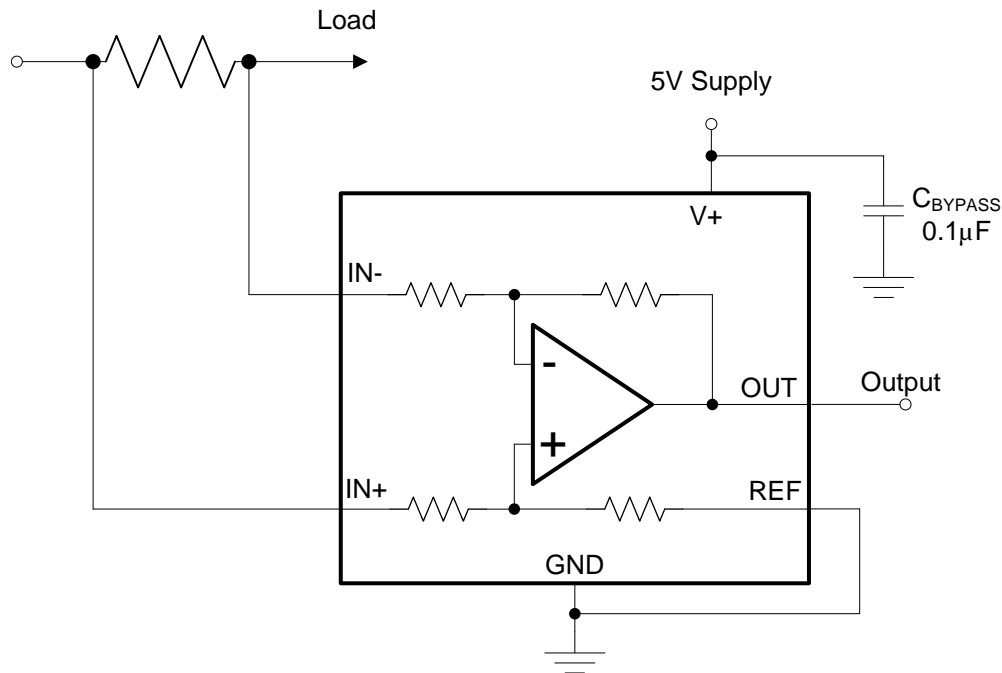 Load
5V Supply
V+
CBYPASS
0.1μF
IN-
-
OUT
Output
+
IN+
REF
GND